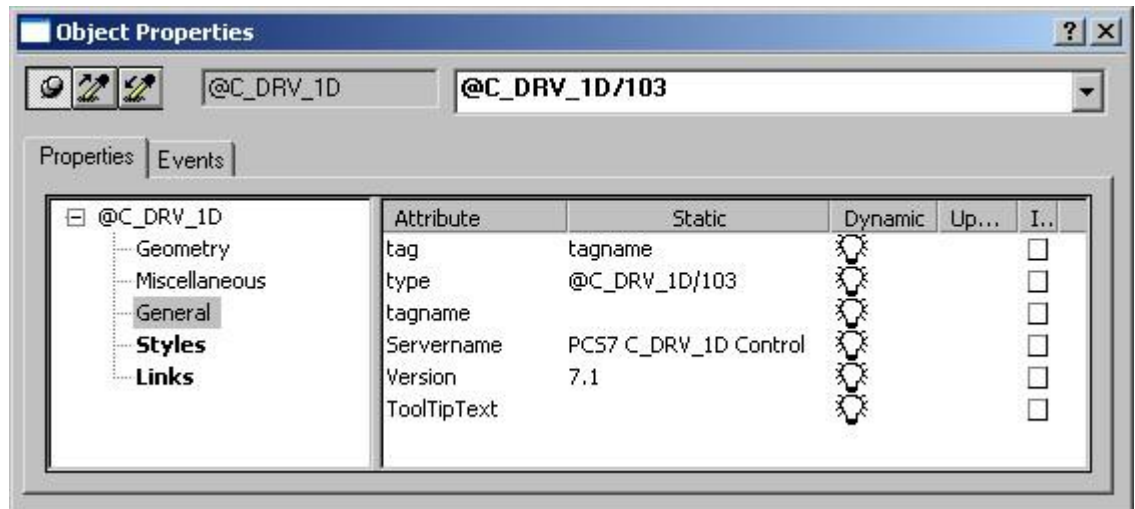 Object Properties
@C_DRV_1D @C_DRV_1D/103
Properties Events
@C_DRV_1D
Geometry
Miscellaneous
General
Styles
Links
Attribute Static Dynamic Up... I..
tag tagname
type @C_DRV_1D/103
tagname
Servername PCS7 C_DRV_1D Control
Version 7.1
ToolTipText